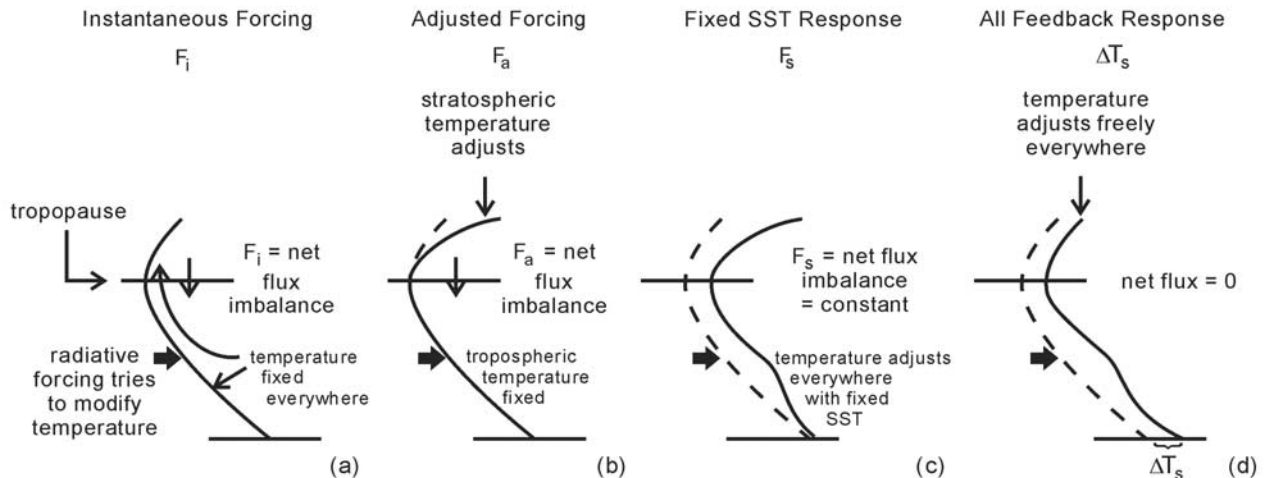 Instantaneous Forcing
Fᵢ
tropopause
Fᵢ = net
flux
imbalance
radiative
forcing tries
to modify
temperature
temperature
fixed
everywhere
(a)
Adjusted Forcing
Fₐ
stratospheric
temperature
adjusts
Fₐ = net
flux
imbalance
tropospheric
temperature
fixed
(b)
Fixed SST Response
Fₛ
Fₛ = net flux
imbalance
= constant
temperature adjusts
everywhere
with fixed
SST
(c)
All Feedback Response
ΔTₛ
temperature
adjusts freely
everywhere
net flux = 0
ΔTₛ
(d)